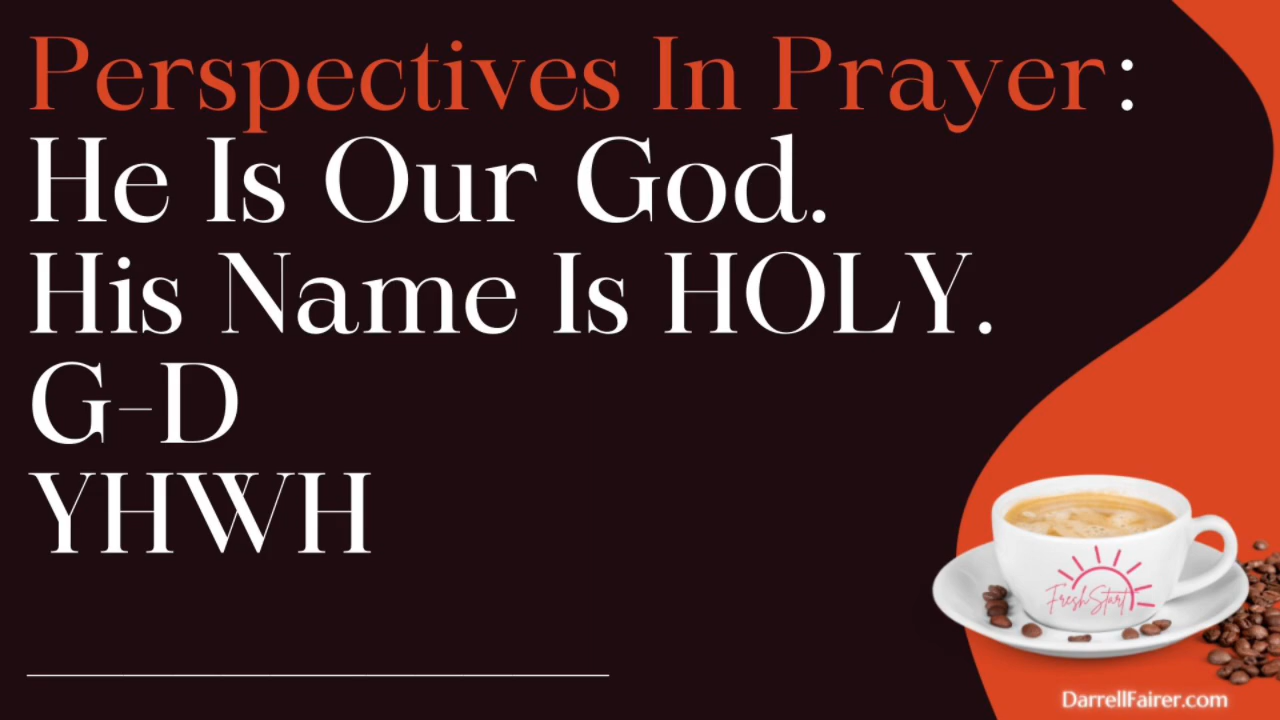 Perspectives In Prayer:
He Is Our God.
His Name Is HOLY.
G-D
YHWH
Fresh Start
DarrellFairer.com